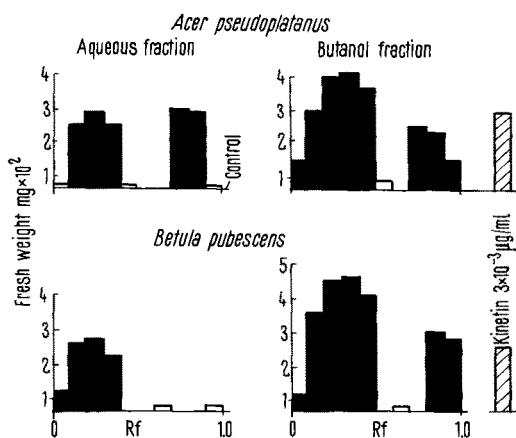 Acer pseudoplatanus
Aqueous fraction
Butanol fraction
4
3
2
1
4
3
2
1
Control
Betula pubescens
Fresh weight mg×10²
4
3
2
1
5
4
3
2
1
Kinetin 3×10⁻³µg/ml
0
Rf
1.0
0
Rf
1.0